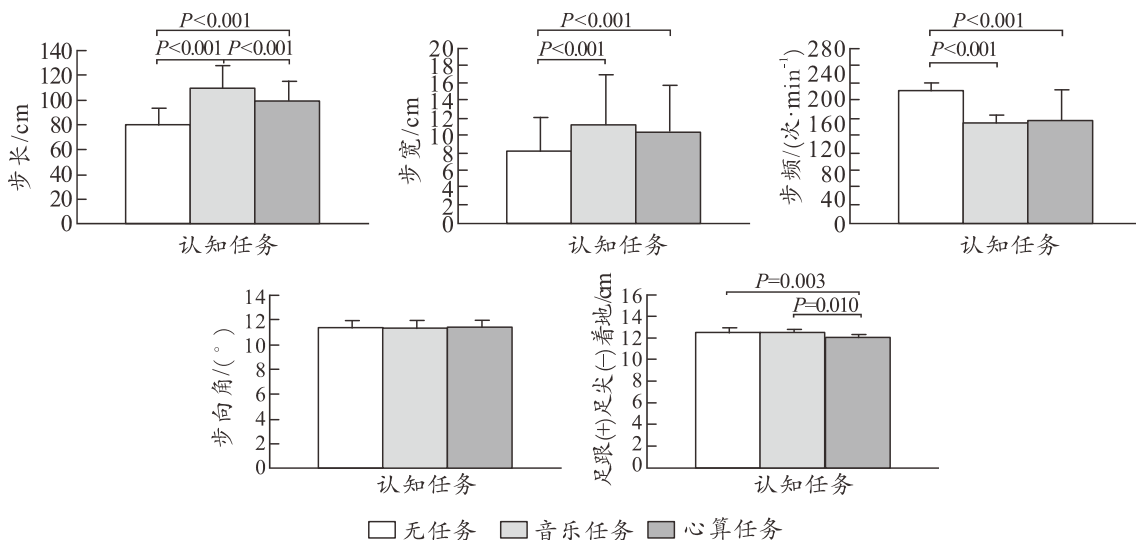 P<0.001
P<0.001 P<0.001
140
120
100
80
60
40
20
0
步长/cm
认知任务
P<0.001
P<0.001
20
18
16
14
12
10
8
6
4
2
0
步宽/cm
认知任务
P<0.001
P<0.001
280
240
200
160
120
80
40
0
步频/(次·min⁻¹)
认知任务
14
12
10
8
6
4
2
0
步向角/(°)
认知任务
P=0.003
P=0.010
16
14
12
10
8
6
4
2
0
足跟(+)足尖(−)着地/cm
认知任务
无任务 音乐任务 心算任务